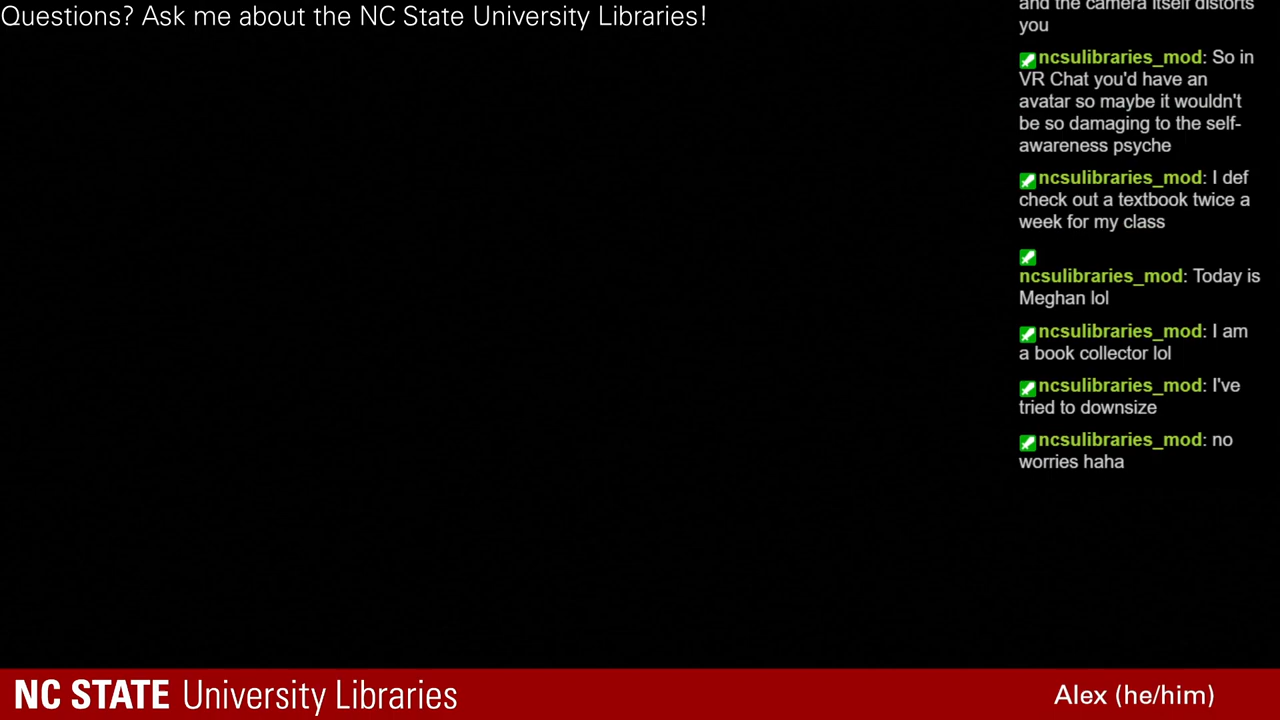 Questions? Ask me about the NC State University Libraries!
and the camera itself distorts
you
ncsulibraries_mod: So in
VR Chat you'd have an
avatar so maybe it wouldn't
be so damaging to the self-
awareness psyche
ncsulibraries_mod: I def
check out a textbook twice a
week for my class
ncsulibraries_mod: Today is
Meghan lol
ncsulibraries_mod: I am
a book collector lol
ncsulibraries_mod: I've
tried to downsize
ncsulibraries_mod: no
worries haha
NC STATE University Libraries
Alex (he/him)